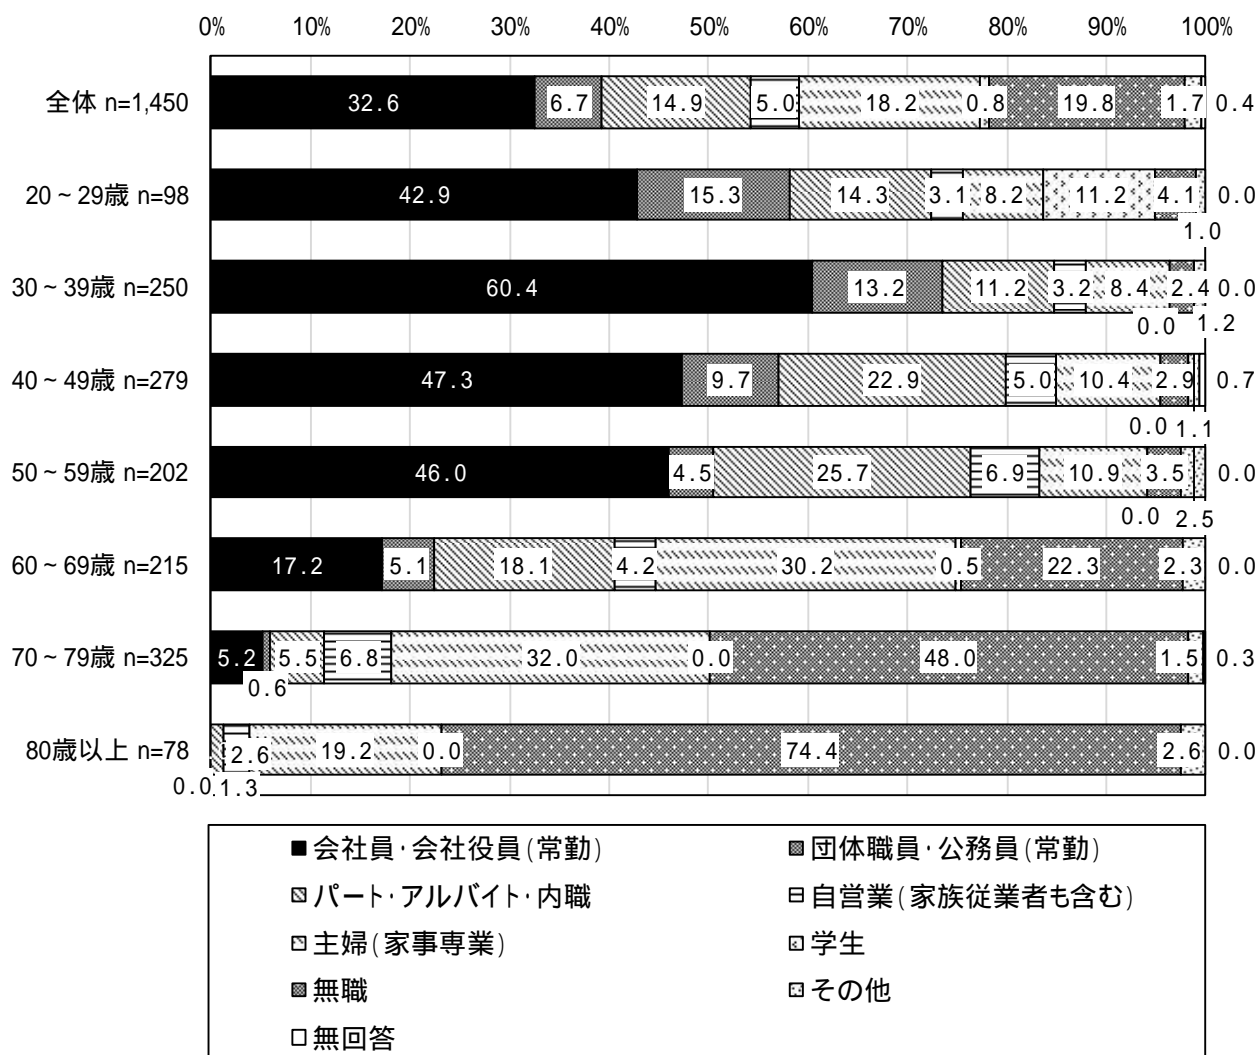 0% 10% 20% 30% 40% 50% 60% 70% 80% 90% 100%
全体 n=1,450 32.6 6.7 14.9 5.0 18.2 0.8 19.8 1.7 0.4
20~29歳 n=98 42.9 15.3 14.3 3.1 8.2 11.2 4.1 0.0
1.0
30~39歳 n=250 60.4 13.2 11.2 3.2 8.4 2.4 0.0
0.0 1.2
40~49歳 n=279 47.3 9.7 22.9 5.0 10.4 2.9 0.7
0.0 1.1
50~59歳 n=202 46.0 4.5 25.7 6.9 10.9 3.5 0.0
0.0 2.5
60~69歳 n=215 17.2 5.1 18.1 4.2 30.2 0.5 22.3 2.3 0.0
70~79歳 n=325 5.2 5.5 6.8 32.0 0.0 48.0 1.5 0.3
0.6
80歳以上 n=78 2.6 19.2 0.0 74.4 2.6 0.0
0.0 1.3
会社員・会社役員(常勤) 団体職員・公務員(常勤)
パート・アルバイト・内職 自営業(家族従業者も含む)
主婦(家事専業) 学生
無職 その他
無回答